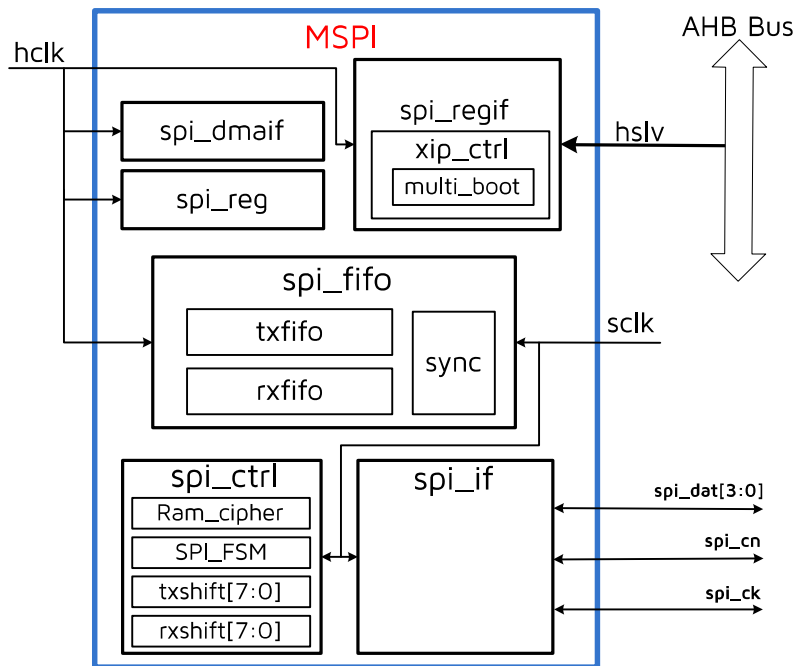 MSPI
AHB Bus
hclk
spi_dmaif
spi_reg
spi_regif
xip_ctrl
multi_boot
hslv
spi_fifo
txfifo
rxfifo
sync
sclk
spi_ctrl
Ram_cipher
SPI_FSM
txshift[7:0]
rxshift[7:0]
spi_if
spi_dat[3:0]
spi_cn
spi_ck